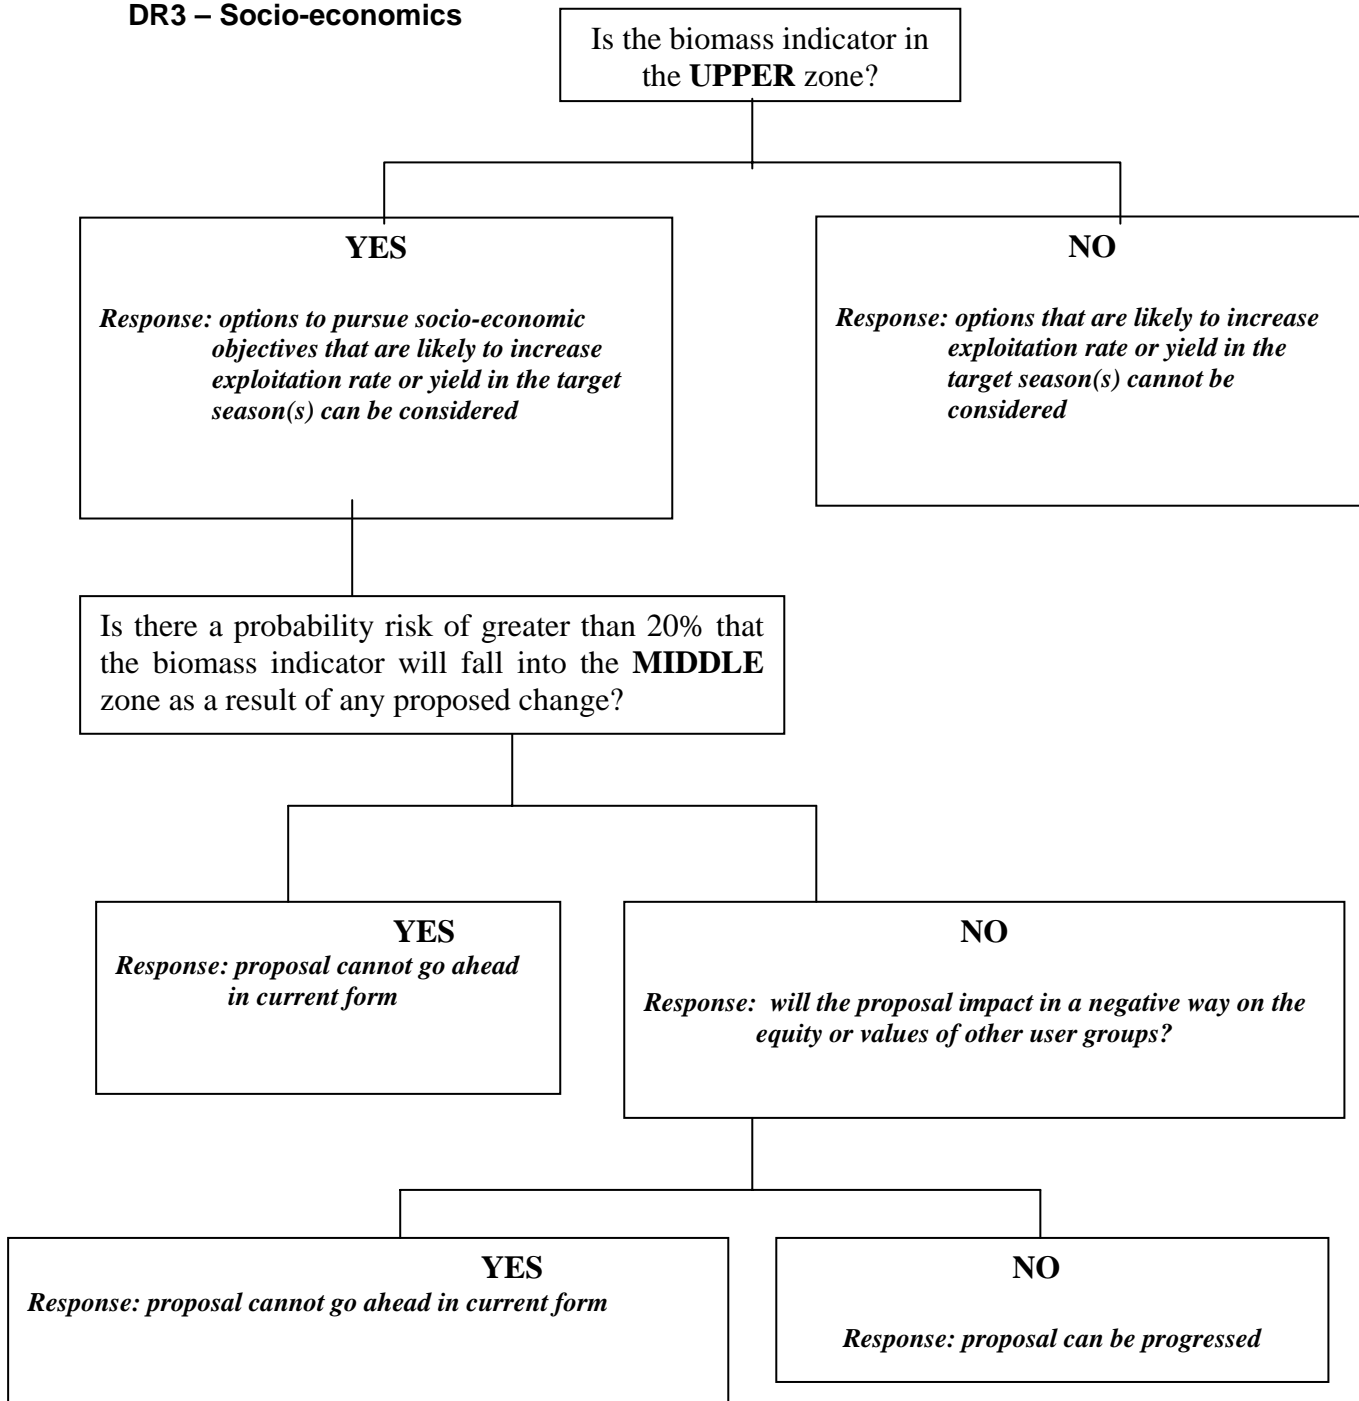 DR3 – Socio-economics
Is the biomass indicator in
the UPPER zone?
YES
Response: options to pursue socio-economic
objectives that are likely to increase
exploitation rate or yield in the target
season(s) can be considered
NO
Response: options that are likely to increase
exploitation rate or yield in the
target season(s) cannot be
considered
Is there a probability risk of greater than 20% that
the biomass indicator will fall into the MIDDLE
zone as a result of any proposed change?
YES
Response: proposal cannot go ahead
in current form
NO
Response: will the proposal impact in a negative way on the
equity or values of other user groups?
YES
Response: proposal cannot go ahead in current form
NO
Response: proposal can be progressed